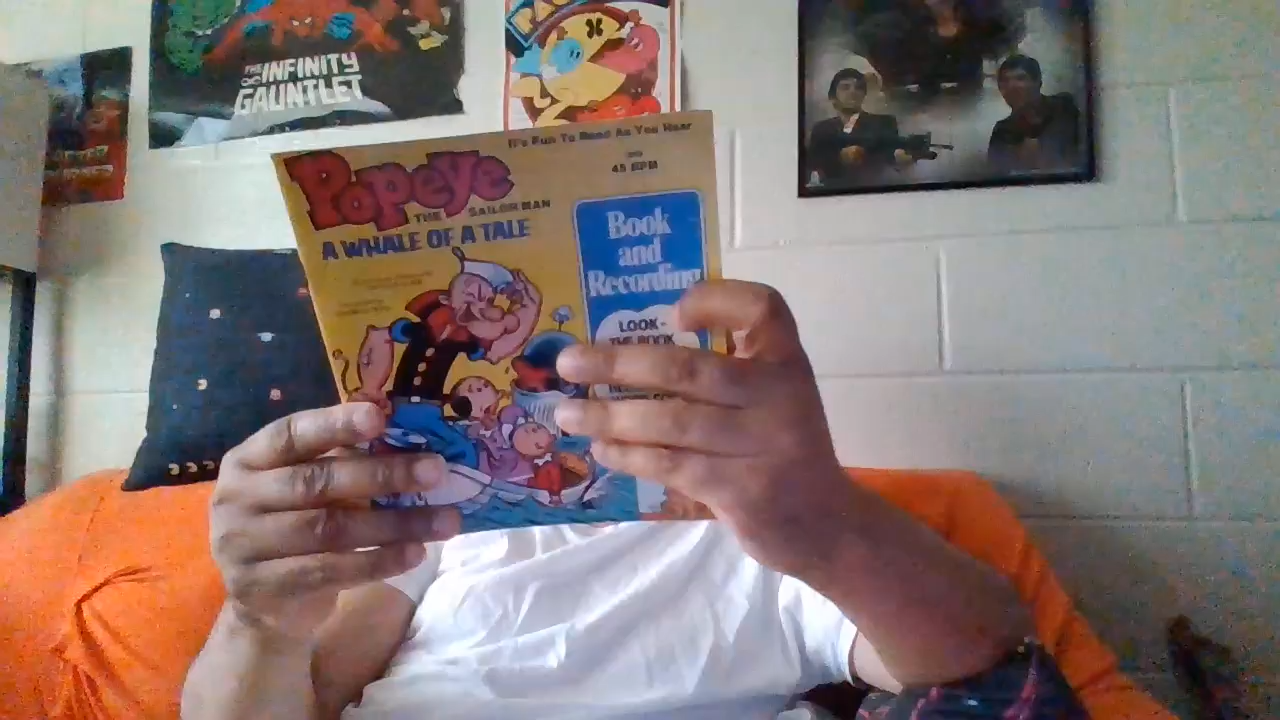 THE
INFINITY
GAUNTLET
PAC
It's Fun To Read As You Hear
45 RPM
Popeye
THE SAILOR MAN
A WHALE OF A TALE
Book
and
Recording
LOOK-
THE BOOK